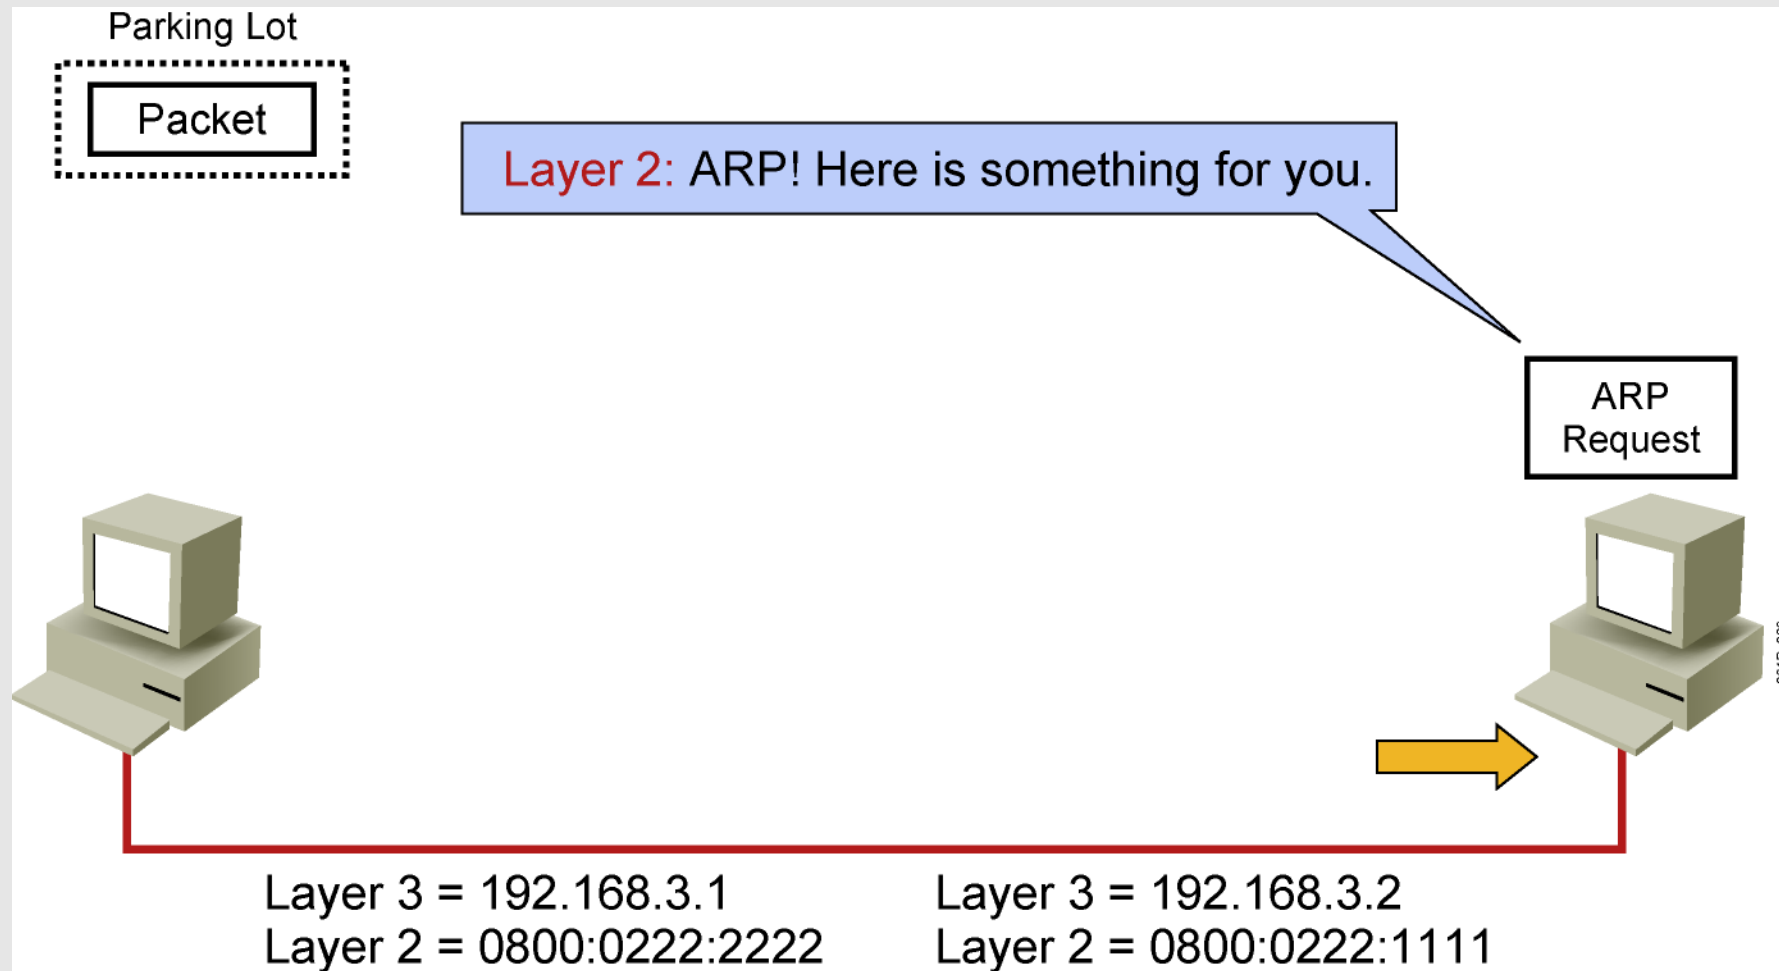 Parking Lot
Packet
Layer 2: ARP! Here is something for you.
ARP
Request
Layer 3 = 192.168.3.1
Layer 2 = 0800:0222:2222
Layer 3 = 192.168.3.2
Layer 2 = 0800:0222:1111